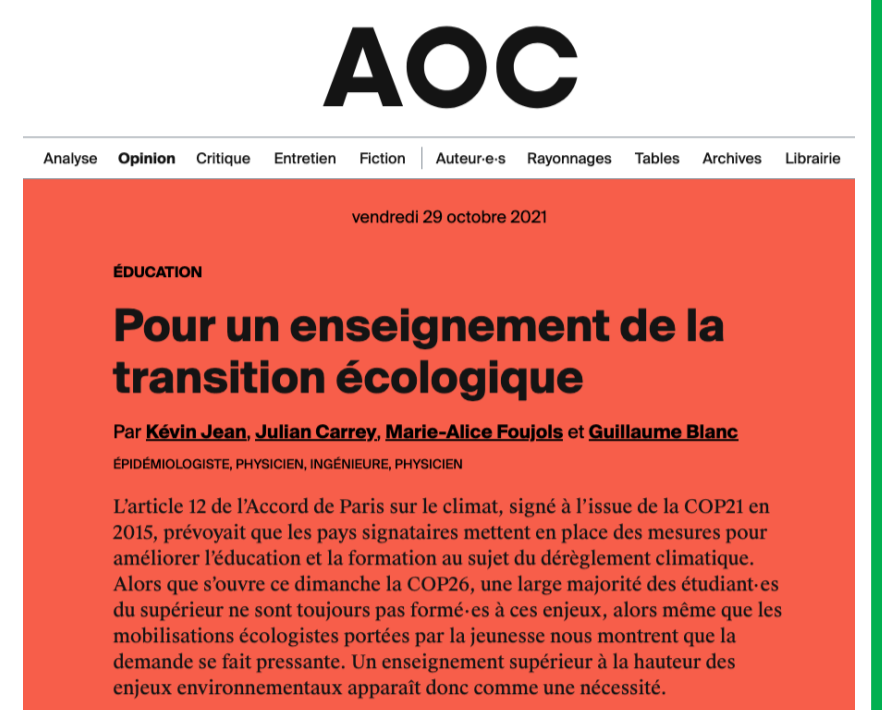 AOC
Analyse Opinion Critique Entretien Fiction Auteur·e·s Rayonnages Tables Archives Librairie
vendredi 29 octobre 2021
ÉDUCATION
Pour un enseignement de la
transition écologique
Par Kévin Jean, Julian Carrey, Marie-Alice Foujols et Guillaume Blanc
ÉPIDÉMIOLOGISTE, PHYSICIEN, INGÉNIEURE, PHYSICIEN
L’article 12 de l’Accord de Paris sur le climat, signé à l’issue de la COP21 en
2015, prévoyait que les pays signataires mettent en place des mesures pour
améliorer l’éducation et la formation au sujet du dérèglement climatique.
Alors que s’ouvre ce dimanche la COP26, une large majorité des étudiant·es
du supérieur ne sont toujours pas formé·es à ces enjeux, alors même que les
mobilisations écologistes portées par la jeunesse nous montrent que la
demande se fait pressante. Un enseignement supérieur à la hauteur des
enjeux environnementaux apparaît donc comme une nécessité.